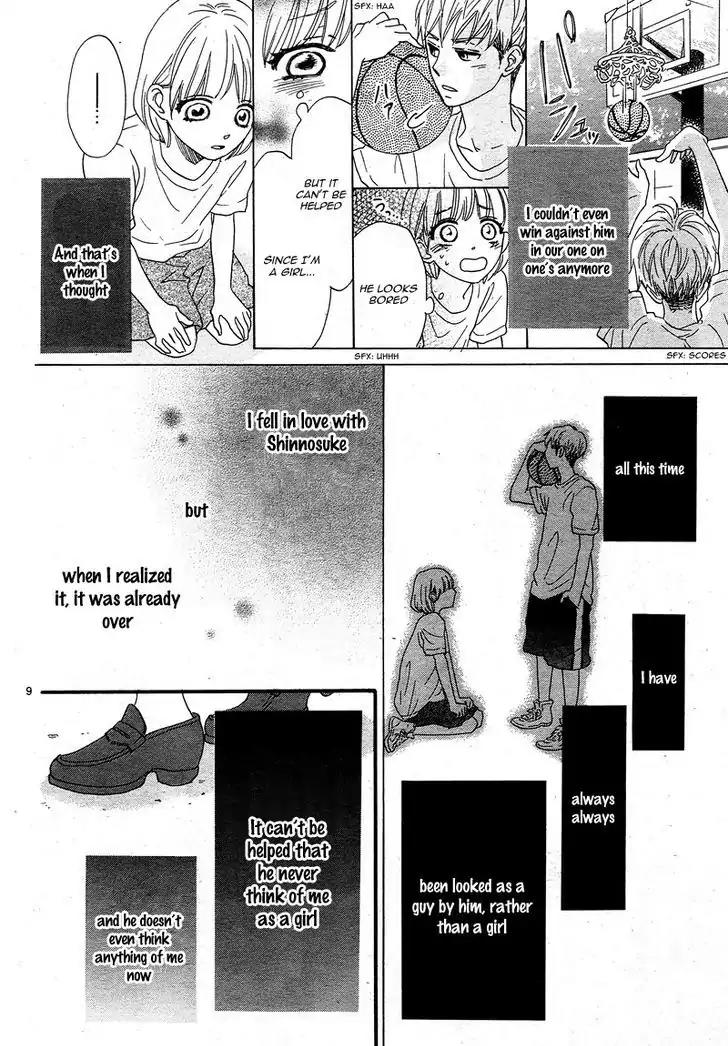 SFX: SCORES
I couldn't even
win against him
in our one on
one's anymore
SFX: HAA
HE LOOKS
BORED
SFX: UHHH
BUT IT
CAN'T BE
HELPED
SINCE I'M
A GIRL...
......
And that's
when I
thought
all this time
I have
always
always
been looked as a
guy by him, rather
than a girl
I fell in love with
Shinnosuke
but
when I realized
it, it was already
over
9
It can't be
helped that
he never
think of me
as a girl
and he doesn't
even think
anything of me
now